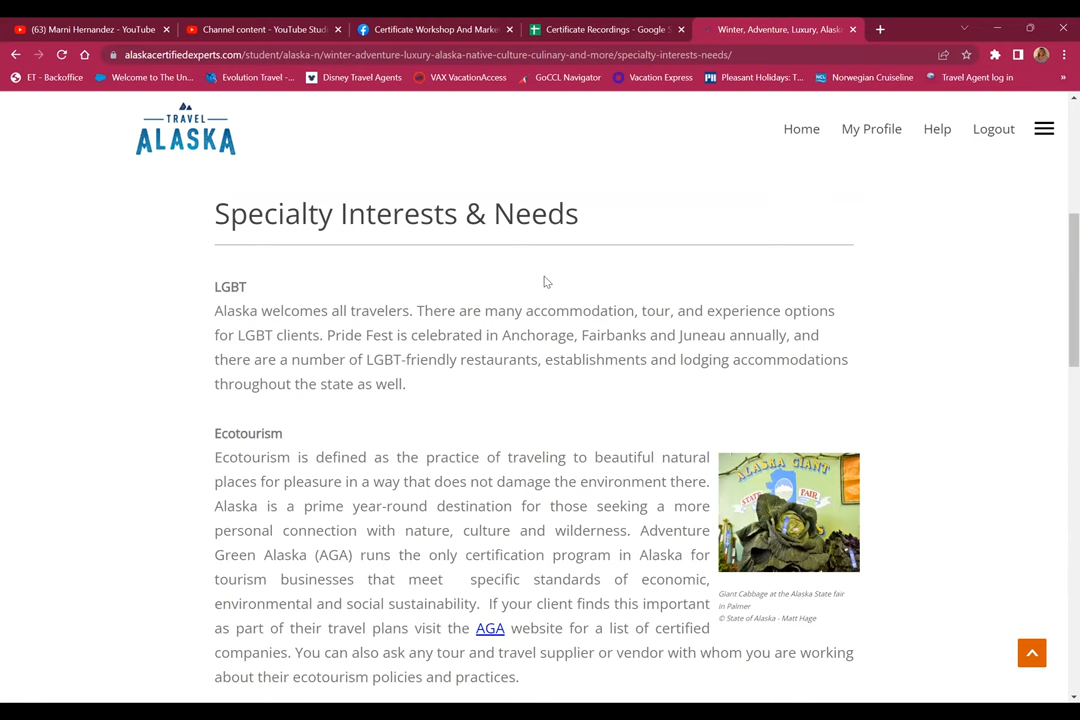 (63) Marni Hernandez - YouTube
Channel content - YouTube Studi
Certificate Workshop And Marke
Certificate Recordings - Google S
Winter, Adventure, Luxury, Alaska
alaskacertifiedexperts.com/student/alaska-n/winter-adventure-luxury-alaska-native-culture-culinary-and-more/specialty-interests-needs/
ET - Backoffice
Welcome to The Un...
Evolution Travel -...
Disney Travel Agents
VAX VacationAccess
GoCCL Navigator
Vacation Express
Pleasant Holidays: T...
Norwegian Cruiseline
Travel Agent log in
TRAVEL
ALASKA
Home
My Profile
Help
Logout
Specialty Interests & Needs
LGBT
Alaska welcomes all travelers. There are many accommodation, tour, and experience options
for LGBT clients. Pride Fest is celebrated in Anchorage, Fairbanks and Juneau annually, and
there are a number of LGBT-friendly restaurants, establishments and lodging accommodations
throughout the state as well.
Ecotourism
Ecotourism is defined as the practice of traveling to beautiful natural
places for pleasure in a way that does not damage the environment there.
Alaska is a prime year-round destination for those seeking a more
personal connection with nature, culture and wilderness. Adventure
Green Alaska (AGA) runs the only certification program in Alaska for
tourism businesses that meet specific standards of economic,
environmental and social sustainability. If your client finds this important
as part of their travel plans visit the AGA website for a list of certified
companies. You can also ask any tour and travel supplier or vendor with whom you are working
about their ecotourism policies and practices.
ALASKA GIANT
STATE FAIR
Giant Cabbage at the Alaska State fair
in Palmer
© State of Alaska - Matt Hage